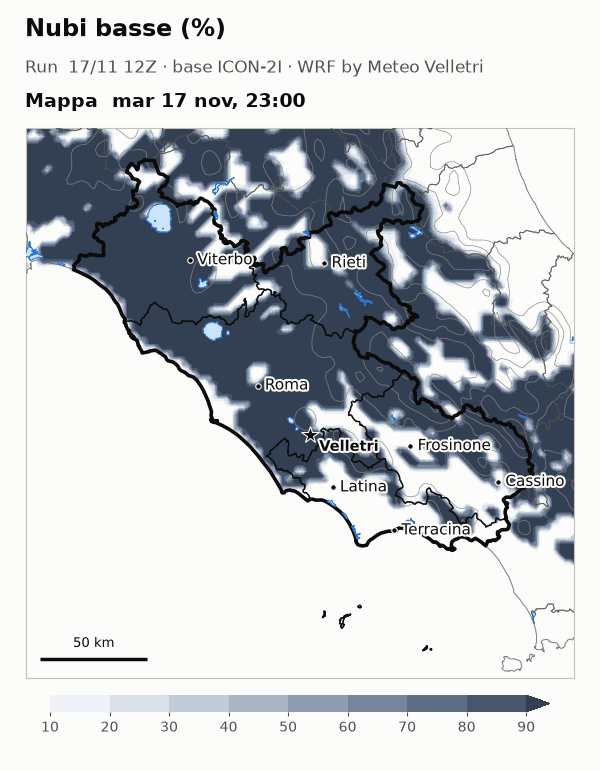 Nubi basse (%)
Run 17/11 12Z · base ICON-2I · WRF by Meteo Velletri
Mappa mar 17 nov, 23:00
Viterbo
Rieti
Roma
Velletri
Frosinone
Cassino
Latina
Terracina
50 km
10 20 30 40 50 60 70 80 90